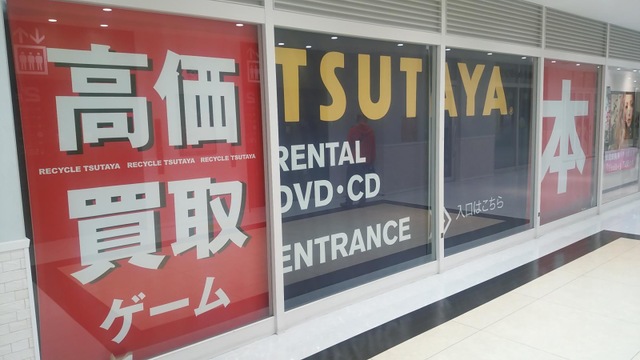 高価
RECYCLE TSUTAYA RECYCLE TSUTAYA RECYCLE TSUTAYA
買取
ゲーム
TSUTAYA
RENTAL
DVD・CD
ENTRANCE
入口はこちら
本